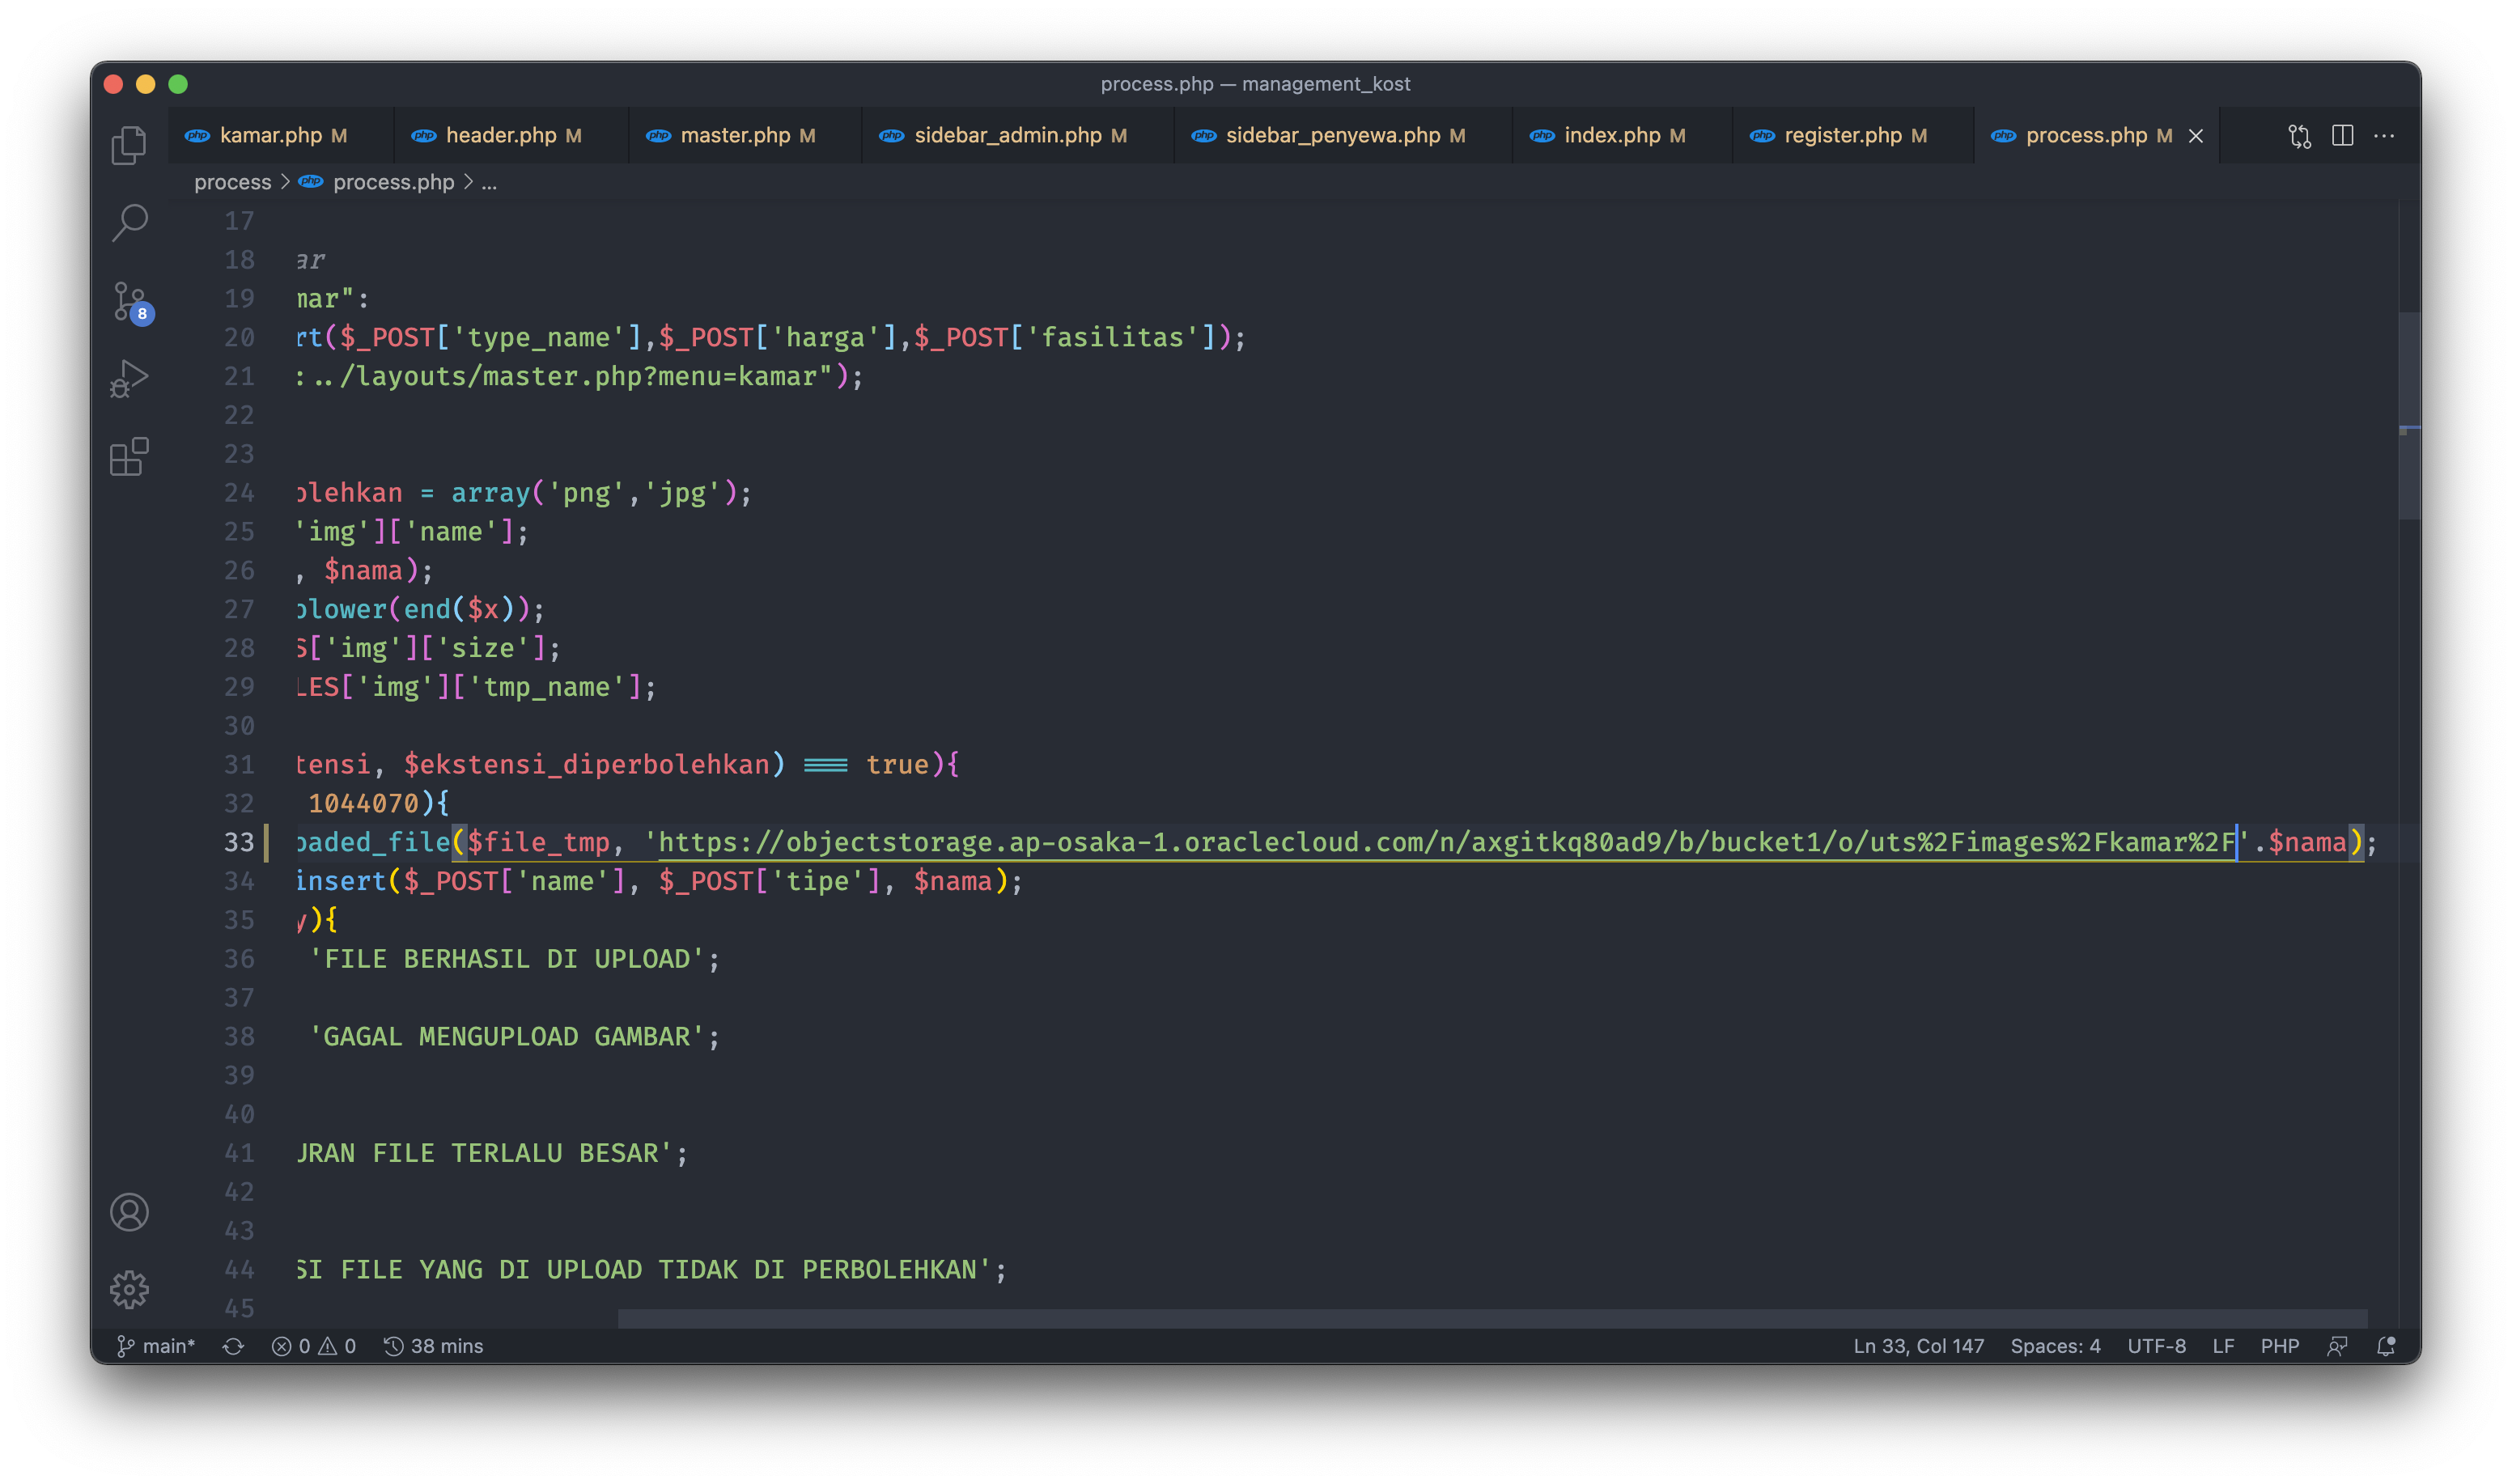 process.php — management_kost
kamar.php M header.php M master.php M sidebar_admin.php M sidebar_penyewa.php M index.php M register.php M process.php M
process > process.php > ...
17
18 ar
19 mar":
20 rt($_POST['type_name'],$_POST['harga'],$_POST['fasilitas']);
21 :../layouts/master.php?menu=kamar");
22
23
24 olehkan = array('png','jpg');
25 'img']['name'];
26 , $nama);
27 olower(end($x));
28 S['img']['size'];
29 LES['img']['tmp_name'];
30
31 tensi, $ekstensi_diperbolehkan) === true){
32 1044070){
33 oaded_file($file_tmp, 'https://objectstorage.ap-osaka-1.oraclecloud.com/n/axgitkq80ad9/b/bucket1/o/uts%2Fimages%2Fkamar%2F'.$nama);
34 insert($_POST['name'], $_POST['tipe'], $nama);
35 y){
36 'FILE BERHASIL DI UPLOAD';
37
38 'GAGAL MENGUPLOAD GAMBAR';
39
40
41 URAN FILE TERLALU BESAR';
42
43
44 SI FILE YANG DI UPLOAD TIDAK DI PERBOLEHKAN';
45
8
main* 0 0 38 mins Ln 33, Col 147 Spaces: 4 UTF-8 LF PHP